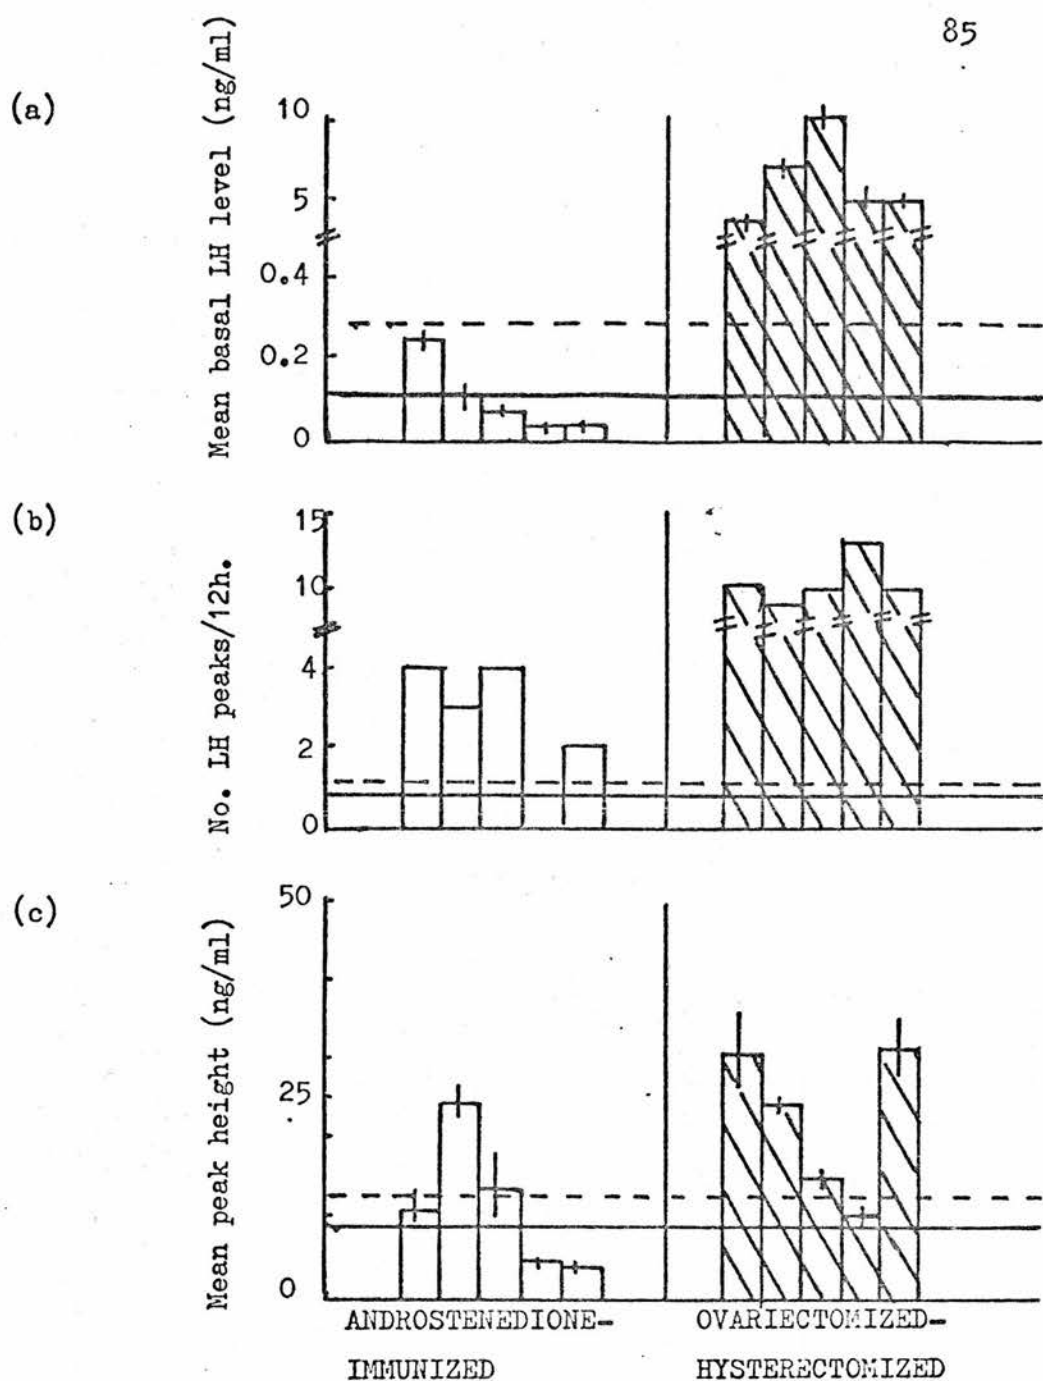 85
(a)
Mean basal LH level (ng/ml)
10
5
0.4
0.2
0
(b)
No. LH peaks/12h.
15
10
4
2
0
(c)
Mean peak height (ng/ml)
50
25
0
ANDROSTENEDIONE-
IMMUNIZED
OVARIECTOMIZED-
HYSTERECTOMIZED